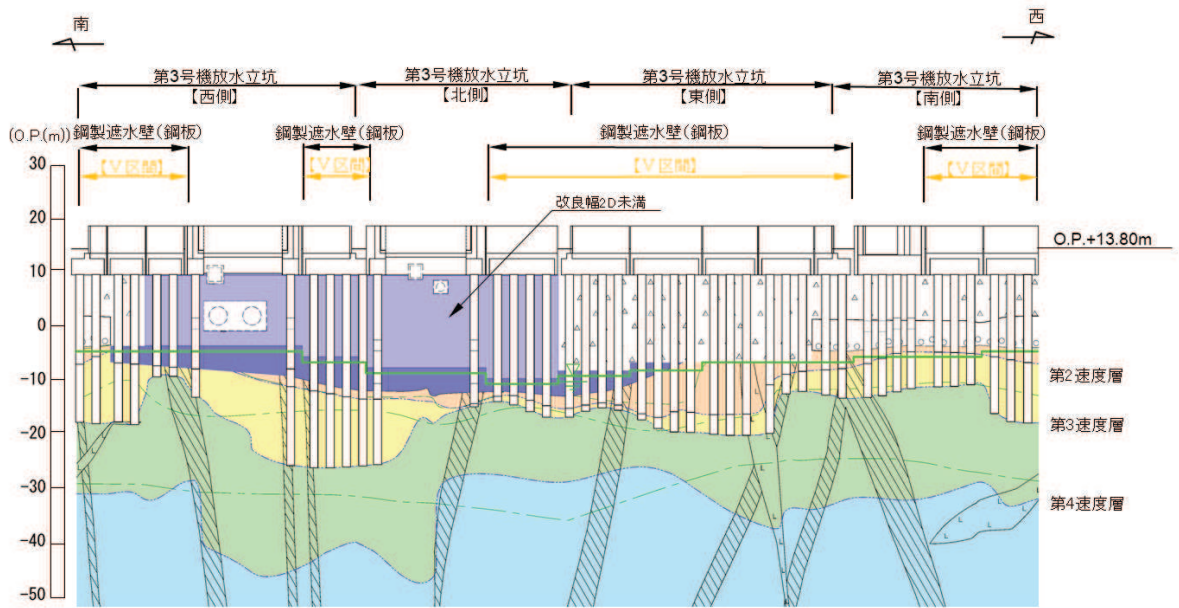 南
西
第3号機放水立坑
【西側】
第3号機放水立坑
【北側】
第3号機放水立坑
【東側】
第3号機放水立坑
【南側】
(O.P.(m))
鋼製遮水壁(鋼板)
鋼製遮水壁(鋼板)
鋼製遮水壁(鋼板)
鋼製遮水壁(鋼板)
【Ⅴ区間】
【Ⅴ区間】
【Ⅴ区間】
【Ⅴ区間】
改良幅2D未満
O.P.+13.80m
30
20
10
0
-10
-20
-30
-40
-50
第2速度層
第3速度層
第4速度層
L
L
L
L
L
L
L
L
L
L